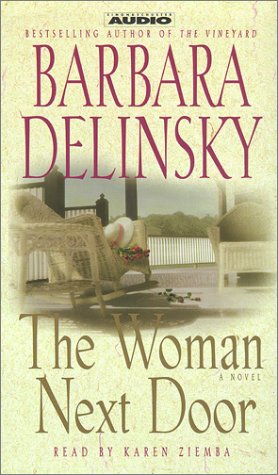 SIMON&SCHUSTER
AUDIO
BESTSELLING AUTHOR OF THE VINEYARD
BARBARA
DELINSKY
The Woman
A NOVEL
Next Door
READ BY KAREN ZIEMBA